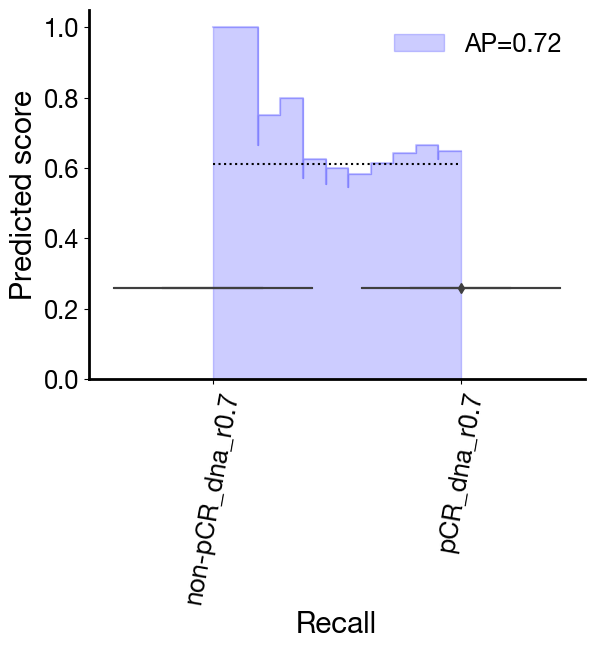 AP=0.72
Predicted score
1.0
0.8
0.6
0.4
0.2
0.0
non-pCR_dna_r0.7
pCR_dna_r0.7
Recall